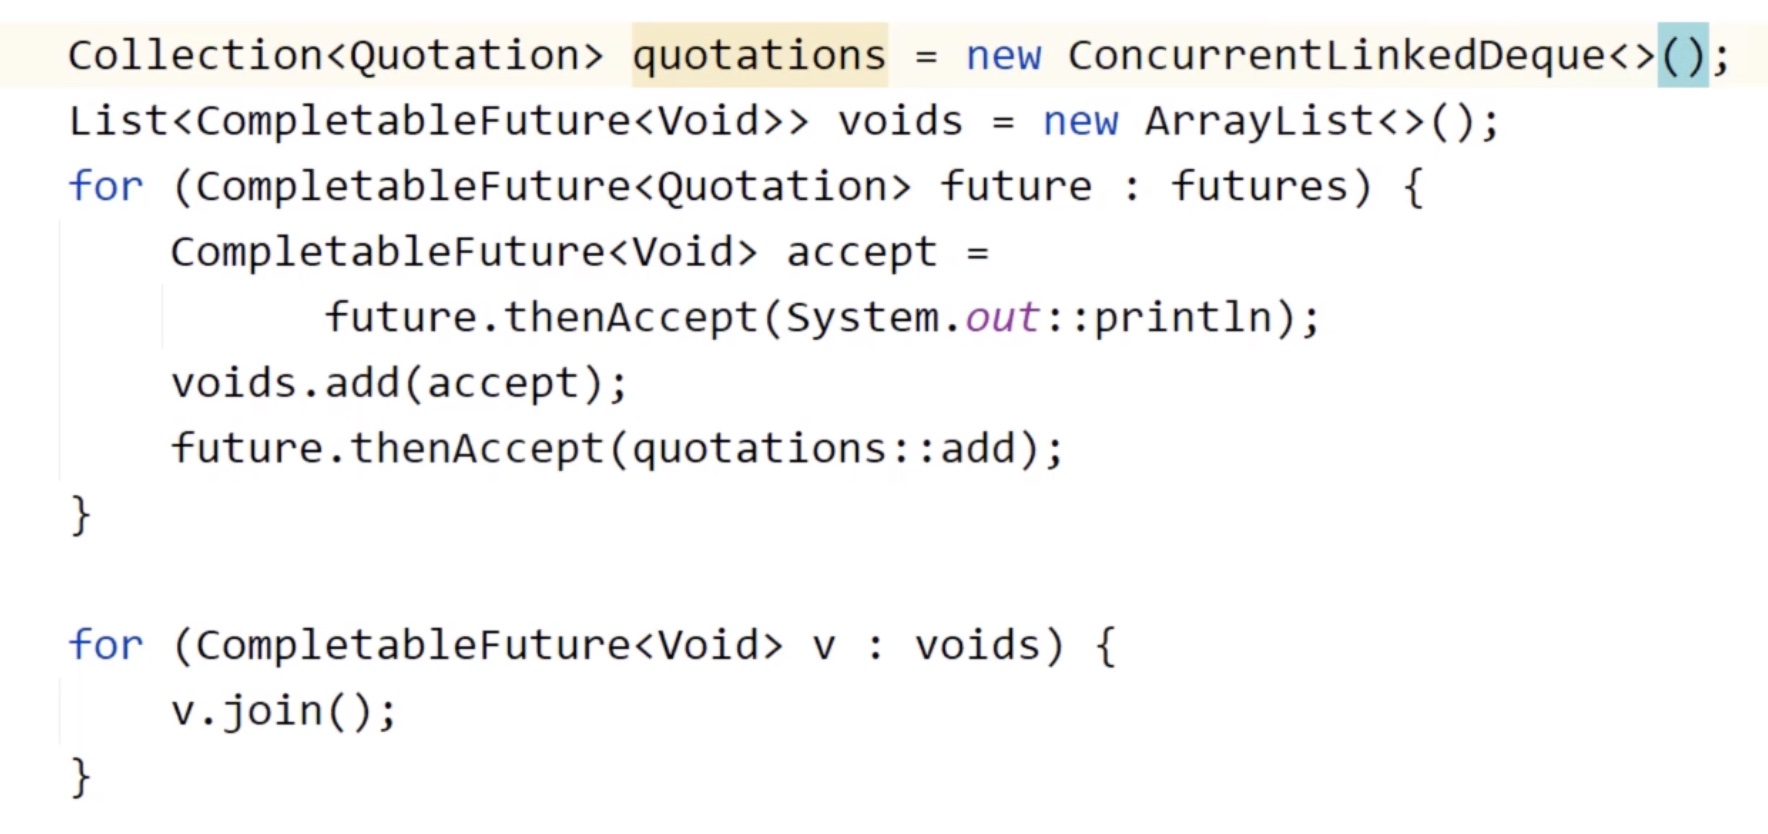 Collection<Quotation> quotations = new ConcurrentLinkedDeque<>();
List<CompletableFuture<Void>> voids = new ArrayList<>();
for (CompletableFuture<Quotation> future : futures) {
    CompletableFuture<Void> accept =
          future.thenAccept(System.out::println);
    voids.add(accept);
    future.thenAccept(quotations::add);
}

for (CompletableFuture<Void> v : voids) {
    v.join();
}